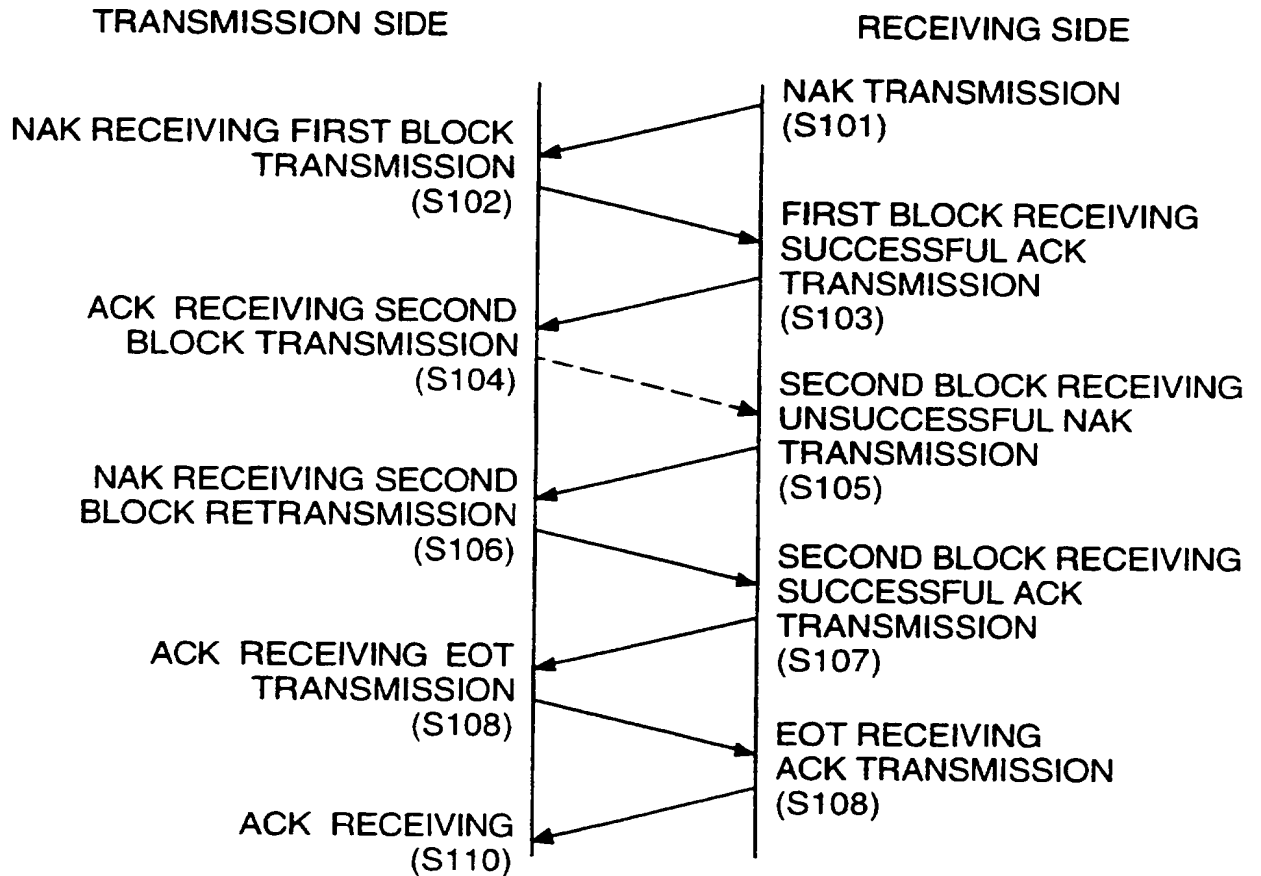 TRANSMISSION SIDE
RECEIVING SIDE
NAK TRANSMISSION
(S101)
NAK RECEIVING FIRST BLOCK
TRANSMISSION
(S102)
FIRST BLOCK RECEIVING
SUCCESSFUL ACK
TRANSMISSION
(S103)
ACK RECEIVING SECOND
BLOCK TRANSMISSION
(S104)
SECOND BLOCK RECEIVING
UNSUCCESSFUL NAK
TRANSMISSION
(S105)
NAK RECEIVING SECOND
BLOCK RETRANSMISSION
(S106)
SECOND BLOCK RECEIVING
SUCCESSFUL ACK
TRANSMISSION
(S107)
ACK RECEIVING EOT
TRANSMISSION
(S108)
EOT RECEIVING
ACK TRANSMISSION
(S108)
ACK RECEIVING
(S110)